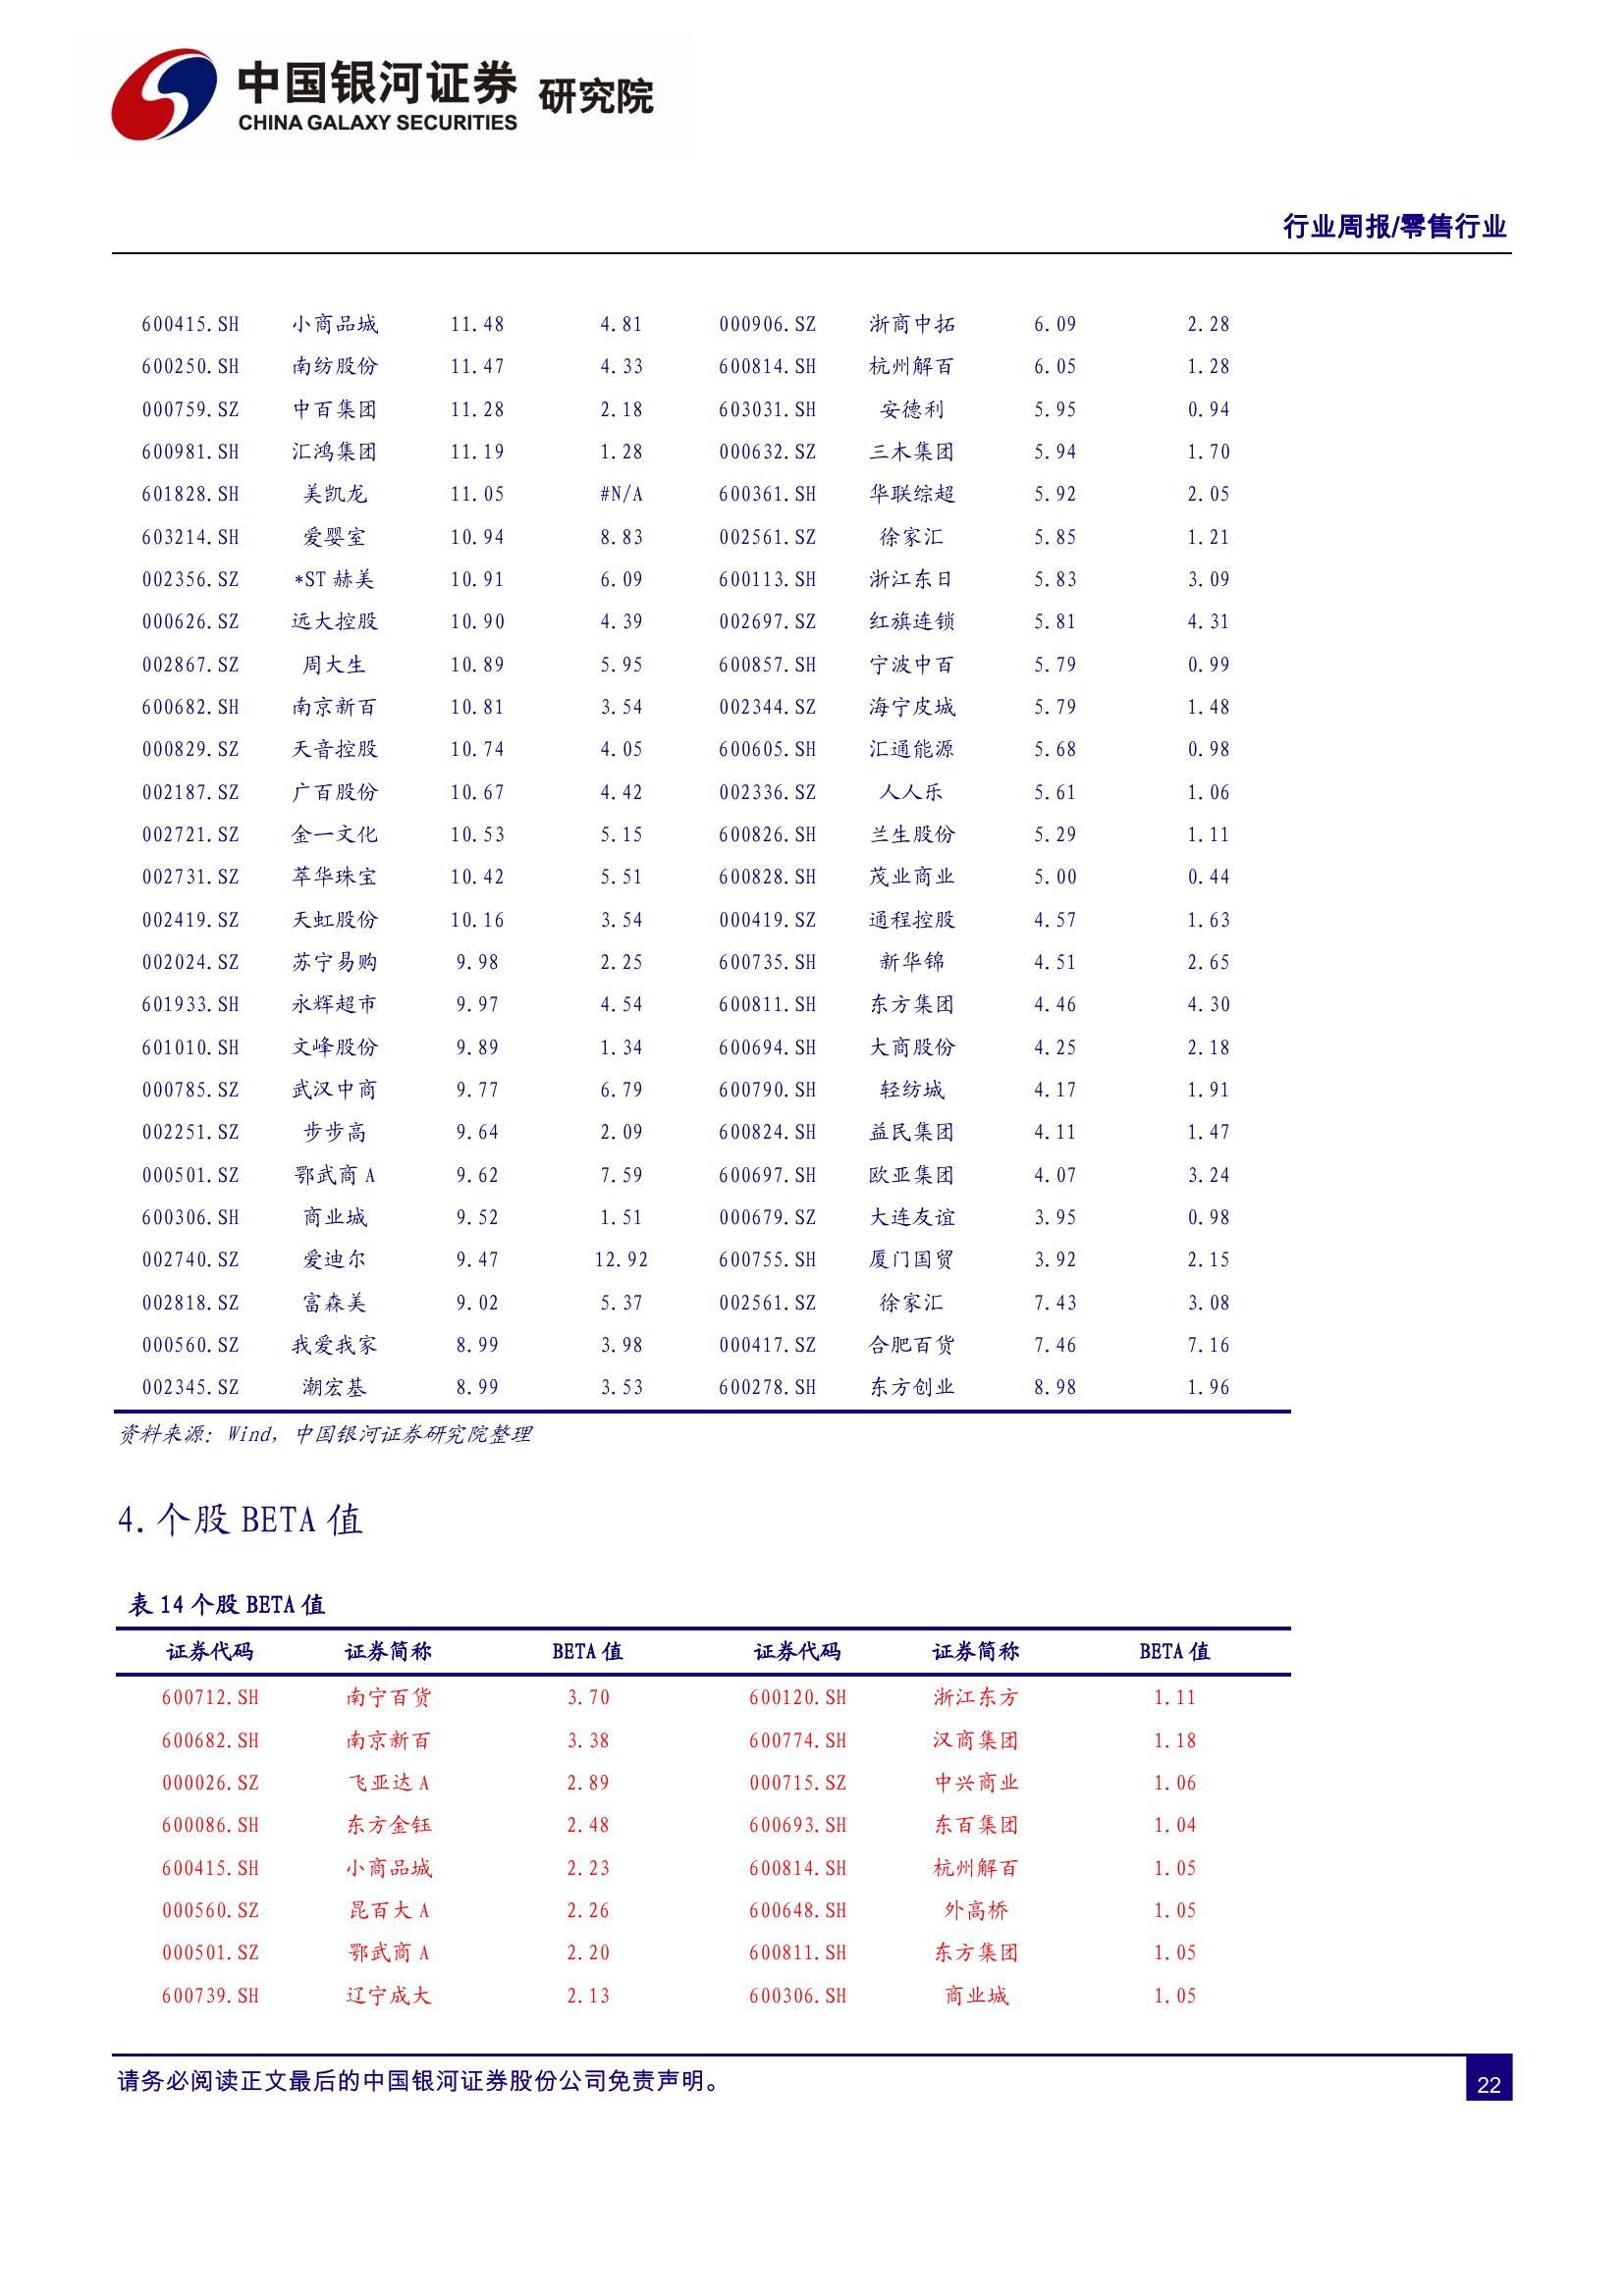 中国银河证券 研究院
CHINA GALAXY SECURITIES
行业周报/零售行业
600415.SH 小商品城 11.48 4.81 000906.SZ 浙商中拓 6.09 2.28
600250.SH 南纺股份 11.47 4.33 600814.SH 杭州解百 6.05 1.28
000759.SZ 中百集团 11.28 2.18 603031.SH 安德利 5.95 0.94
600981.SH 汇鸿集团 11.19 1.28 000632.SZ 三木集团 5.94 1.70
601828.SH 美凯龙 11.05 #N/A 600361.SH 华联综超 5.92 2.05
603214.SH 爱婴室 10.94 8.83 002561.SZ 徐家汇 5.85 1.21
002356.SZ *ST 赫美 10.91 6.09 600113.SH 浙江东日 5.83 3.09
000626.SZ 远大控股 10.90 4.39 002697.SZ 红旗连锁 5.81 4.31
002867.SZ 周大生 10.89 5.95 600857.SH 宁波中百 5.79 0.99
600682.SH 南京新百 10.81 3.54 002344.SZ 海宁皮城 5.79 1.48
000829.SZ 天音控股 10.74 4.05 600605.SH 汇通能源 5.68 0.98
002187.SZ 广百股份 10.67 4.42 002336.SZ 人人乐 5.61 1.06
002721.SZ 金一文化 10.53 5.15 600826.SH 兰生股份 5.29 1.11
002731.SZ 萃华珠宝 10.42 5.51 600828.SH 茂业商业 5.00 0.44
002419.SZ 天虹股份 10.16 3.54 000419.SZ 通程控股 4.57 1.63
002024.SZ 苏宁易购 9.98 2.25 600735.SH 新华锦 4.51 2.65
601933.SH 永辉超市 9.97 4.54 600811.SH 东方集团 4.46 4.30
601010.SH 文峰股份 9.89 1.34 600694.SH 大商股份 4.25 2.18
000785.SZ 武汉中商 9.77 6.79 600790.SH 轻纺城 4.17 1.91
002251.SZ 步步高 9.64 2.09 600824.SH 益民集团 4.11 1.47
000501.SZ 鄂武商 A 9.62 7.59 600697.SH 欧亚集团 4.07 3.24
600306.SH 商业城 9.52 1.51 000679.SZ 大连友谊 3.95 0.98
002740.SZ 爱迪尔 9.47 12.92 600755.SH 厦门国贸 3.92 2.15
002818.SZ 富森美 9.02 5.37 002561.SZ 徐家汇 7.43 3.08
000560.SZ 我爱我家 8.99 3.98 000417.SZ 合肥百货 7.46 7.16
002345.SZ 潮宏基 8.99 3.53 600278.SH 东方创业 8.98 1.96
资料来源：Wind，中国银河证券研究院整理
4.个股 BETA 值
表 14 个股 BETA 值
证券代码 证券简称 BETA 值 证券代码 证券简称 BETA 值
600712.SH 南宁百货 3.70 600120.SH 浙江东方 1.11
600682.SH 南京新百 3.38 600774.SH 汉商集团 1.18
000026.SZ 飞亚达 A 2.89 000715.SZ 中兴商业 1.06
600086.SH 东方金钰 2.48 600693.SH 东百集团 1.04
600415.SH 小商品城 2.23 600814.SH 杭州解百 1.05
000560.SZ 昆百大 A 2.26 600648.SH 外高桥 1.05
000501.SZ 鄂武商 A 2.20 600811.SH 东方集团 1.05
600739.SH 辽宁成大 2.13 600306.SH 商业城 1.05
请务必阅读正文最后的中国银河证券股份公司免责声明。
22